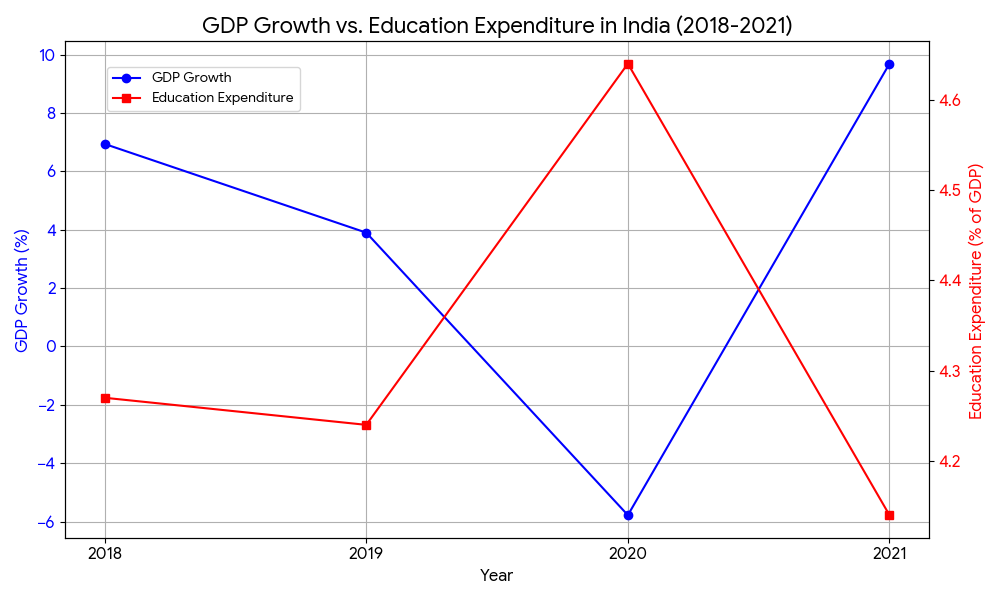 GDP Growth vs. Education Expenditure in India (2018-2021)
GDP Growth
Education Expenditure
GDP Growth (%)
10
8
6
4
2
0
−2
−4
−6
4.6
4.5
4.4
4.3
4.2
Education Expenditure (% of GDP)
2018 2019 2020 2021
Year